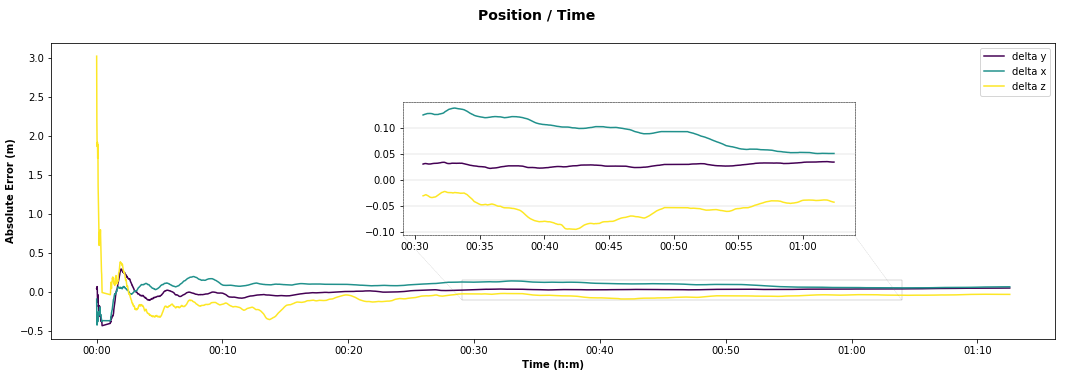 Position / Time
Absolute Error (m)
3.0
2.5
2.0
1.5
1.0
0.5
0.0
−0.5
delta y
delta x
delta z
0.10
0.05
0.00
−0.05
−0.10
00:30 00:35 00:40 00:45 00:50 00:55 01:00
00:00 00:10 00:20 00:30 00:40 00:50 01:00 01:10
Time (h:m)